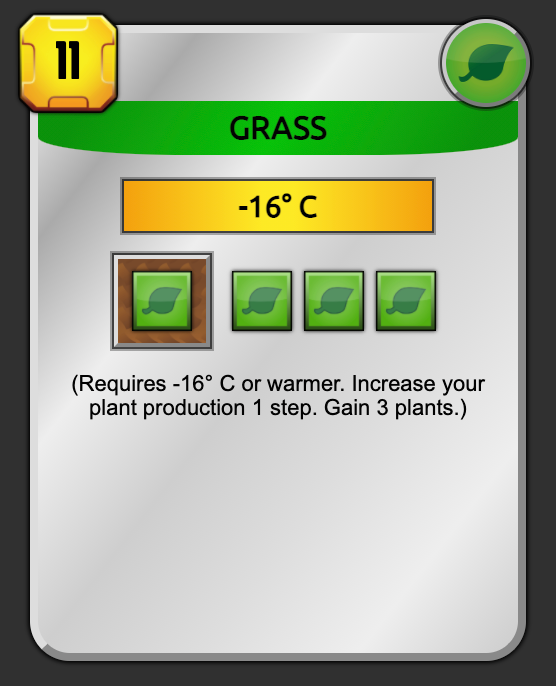 11
GRASS
-16° C
(Requires -16° C or warmer. Increase your
plant production 1 step. Gain 3 plants.)